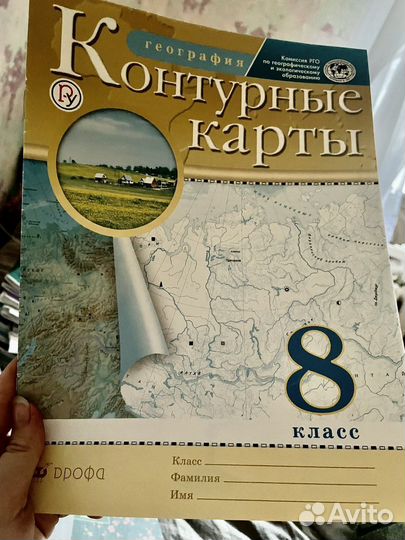 география
Комиссия РГО
по географическому
и экологическому
образованию
Контурные
карты
8
класс
Класс
Фамилия
Имя
дрофа
Avito